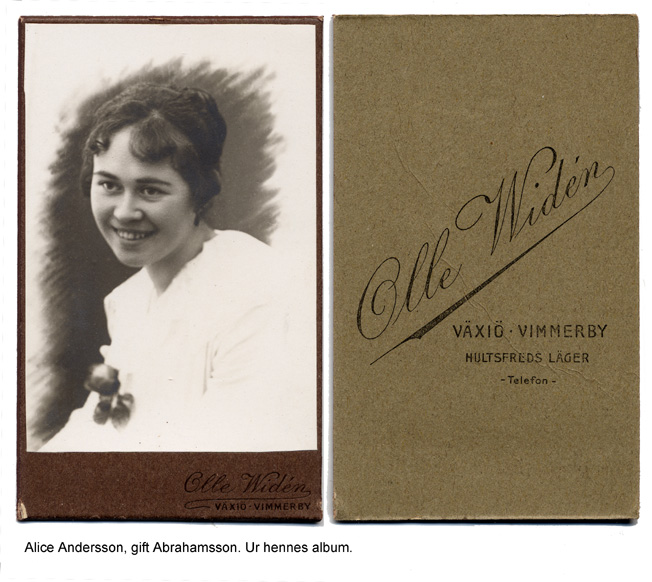 Olle Widén
VÄXIÖ · VIMMERBY
Olle Widén
VÄXIÖ · VIMMERBY
HULTSFREDS LÄGER
- Telefon -
Alice Andersson, gift Abrahamsson. Ur hennes album.